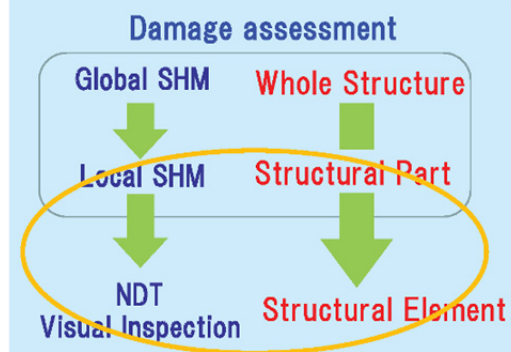 Damage assessment
Global SHM Whole Structure
Local SHM Structural Part
NDT
Visual Inspection Structural Element